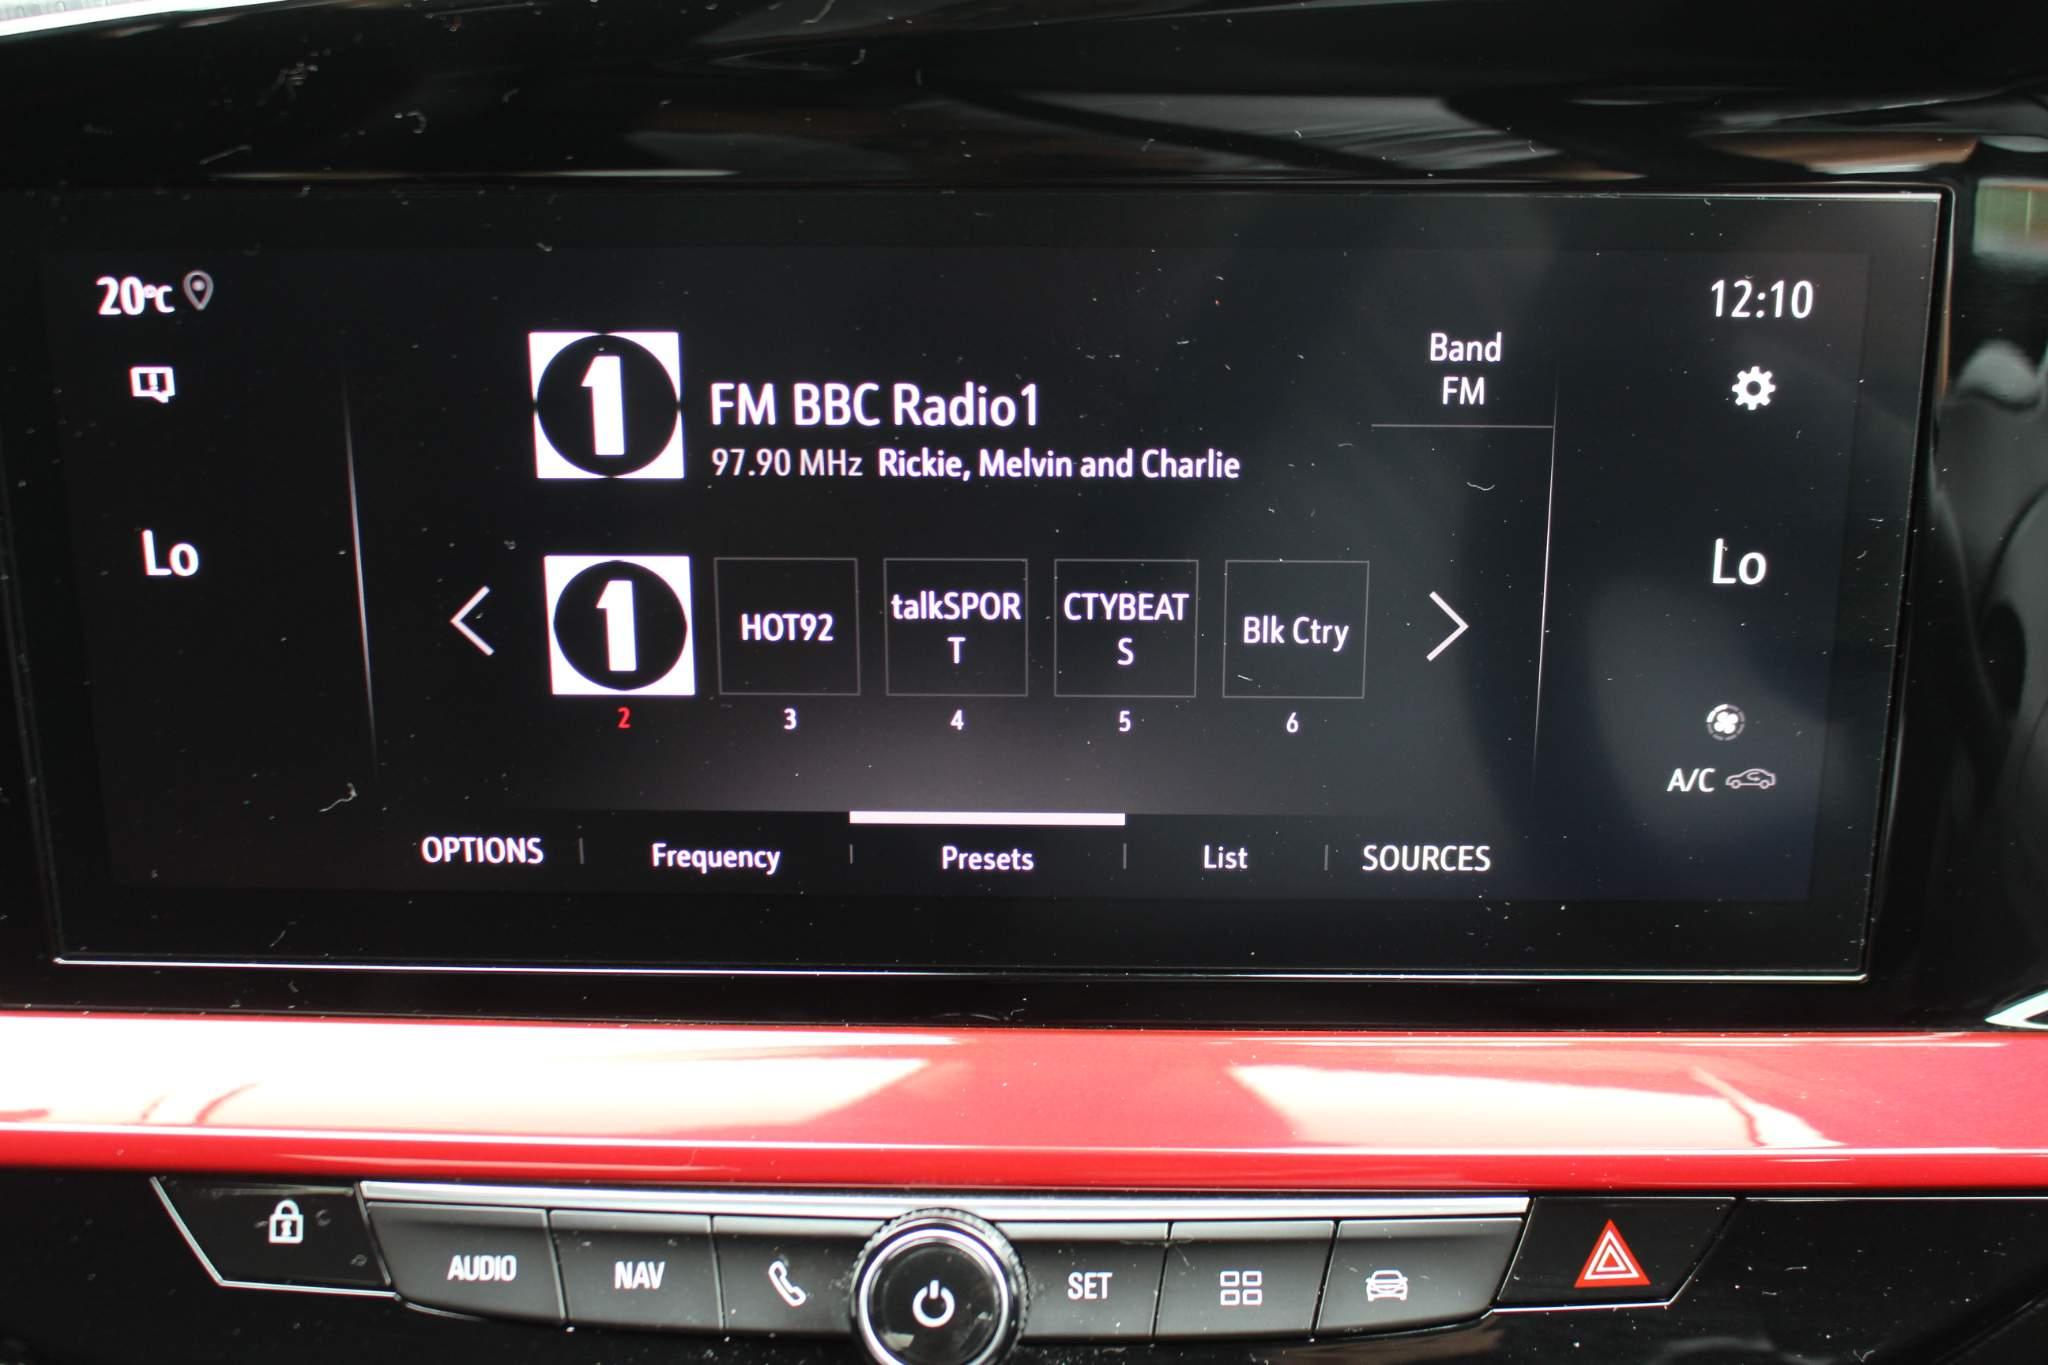 20°C
12:10
Band
FM
1
FM BBC Radio1
97.90 MHz Rickie, Melvin and Charlie
Lo
Lo
1
HOT92
talkSPOR
T
CTYBEAT
S
Blk Ctry
2
3
4
5
6
A/C
OPTIONS
Frequency
Presets
List
SOURCES
AUDIO
NAV
SET